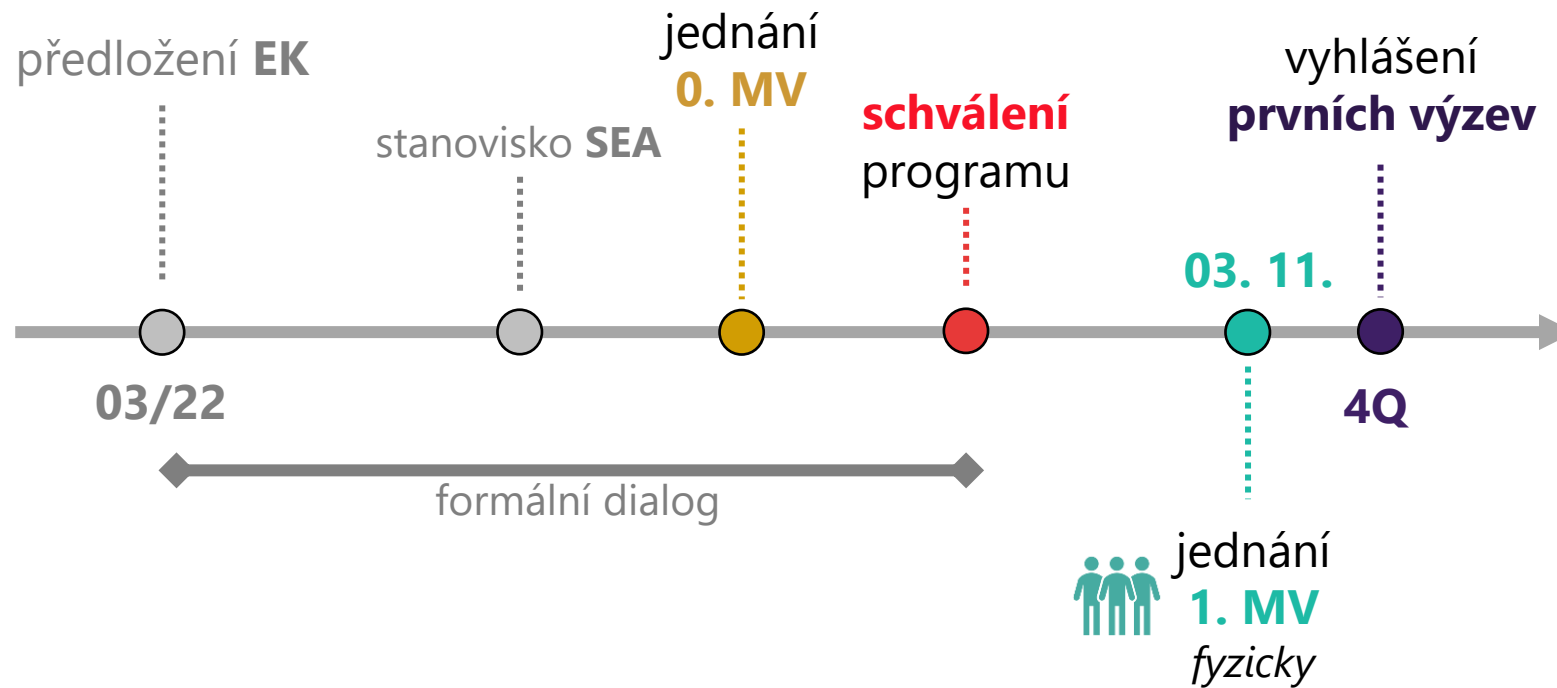 předložení EK
stanovisko SEA
jednání
0. MV
schválení
programu
vyhlášení
prvních výzev
03. 11.
03/22
4Q
formální dialog
jednání
1. MV
fyzicky